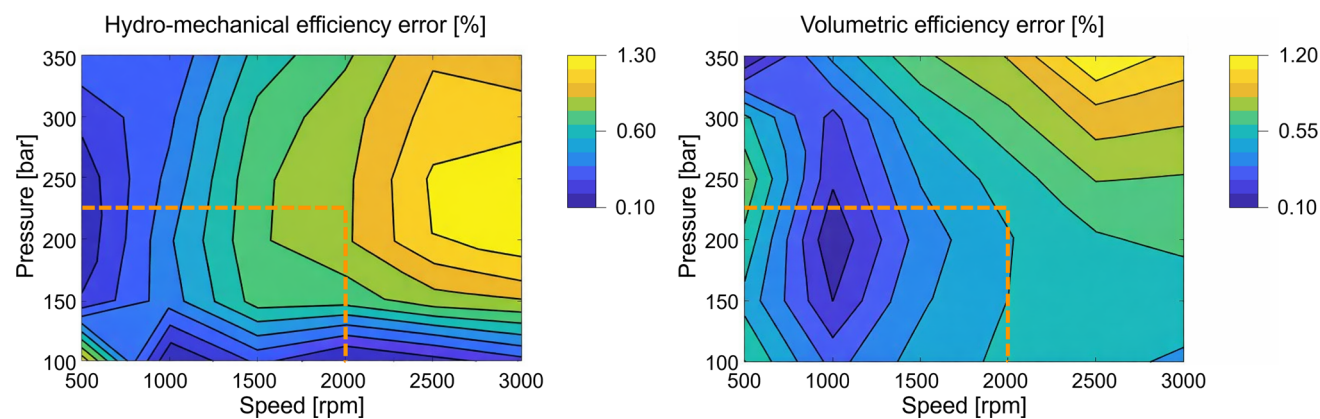 Hydro-mechanical efficiency error [%]
Volumetric efficiency error [%]
350
300
250
200
150
100
Pressure [bar]
500 1000 1500 2000 2500 3000
Speed [rpm]
1.30
0.60
0.10
350
300
250
200
150
100
Pressure [bar]
500 1000 1500 2000 2500 3000
Speed [rpm]
1.20
0.55
0.10